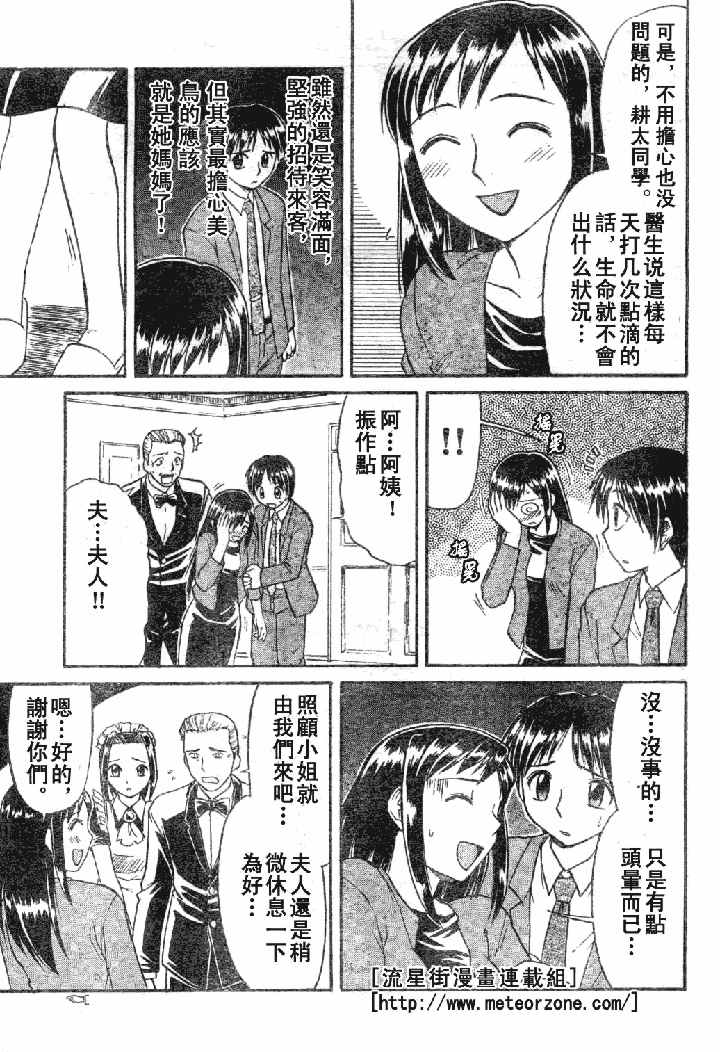 可是，不用擔心也没
問題的，耕太同學。
醫生说這樣每
天打几次點滴的
話，生命就不會
出什么狀況…
雖然還是笑容滿面，
堅強的招待來客，
但其實最擔心美
鳥的應該
就是她媽媽了！
!!
搖晃
搖晃
阿…阿姨！
振作點
夫…夫人!!
沒…沒事的…
只是有點
頭暈而已…
照顧小姐就
由我們來吧…
夫人還是稍
微休息一下
為好…
嗯…好的，
謝謝你們。
[流星街漫畫連載組]
[http://www.meteorzone.com/]